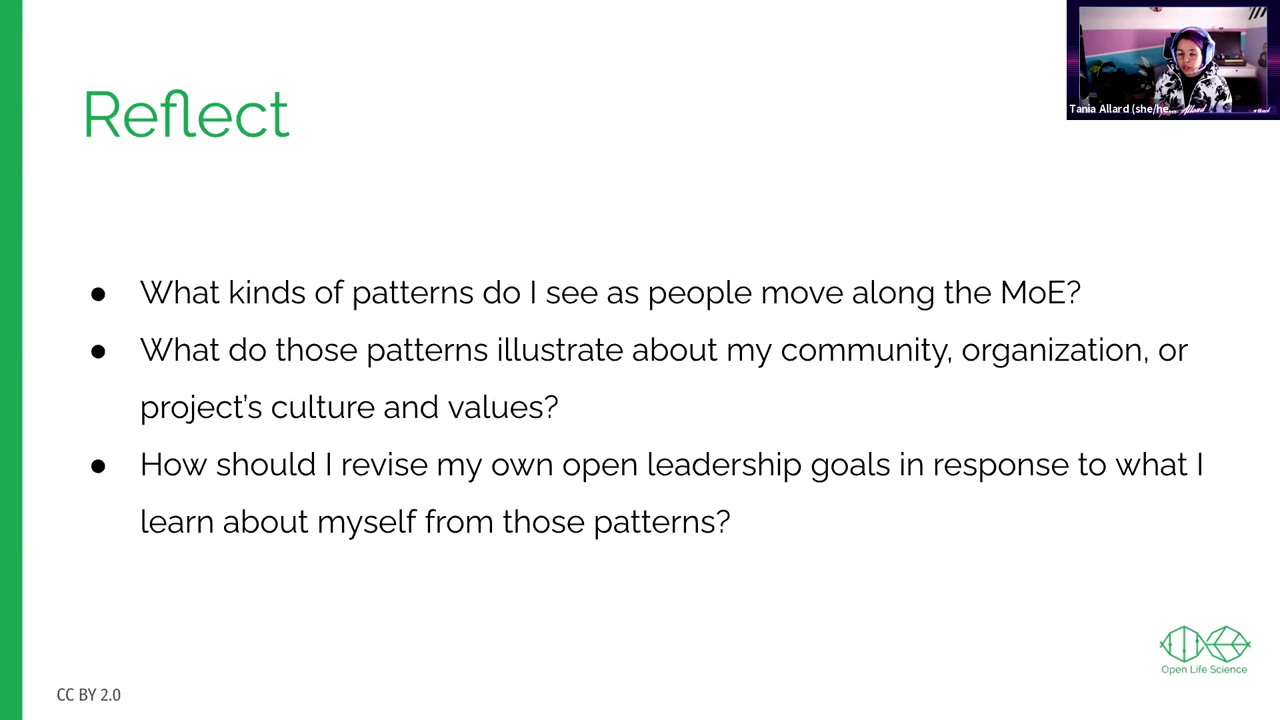 Reflect
Tania Allard (she/he...
● What kinds of patterns do I see as people move along the MoE?
● What do those patterns illustrate about my community, organization, or
project's culture and values?
● How should I revise my own open leadership goals in response to what I
learn about myself from those patterns?
Open Life Science
CC BY 2.0